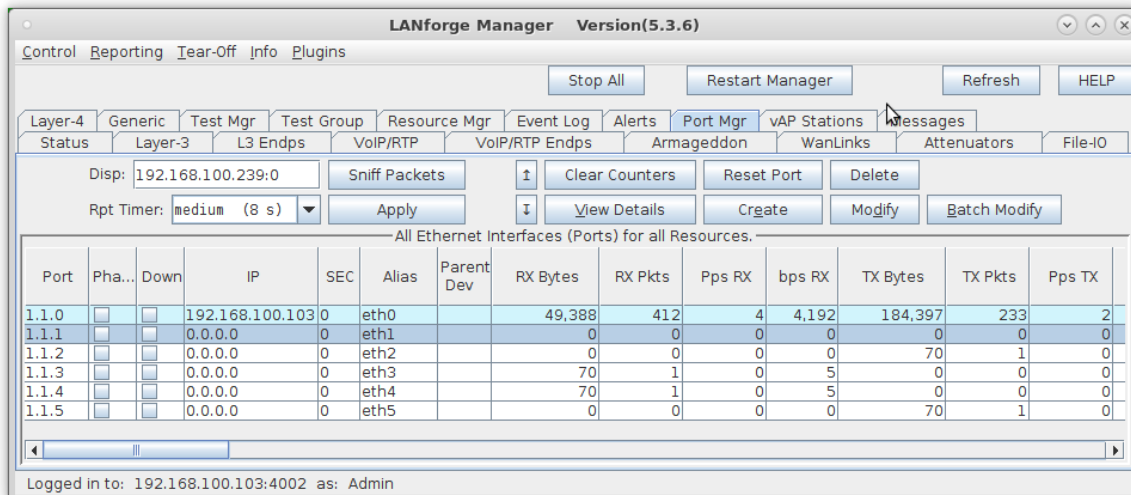 LANforge Manager Version(5.3.6)
Control Reporting Tear-Off Info Plugins
Stop All Restart Manager Refresh HELP
Layer-4 Generic Test Mgr Test Group Resource Mgr Event Log Alerts Port Mgr vAP Stations Messages
Status Layer-3 L3 Endps VoIP/RTP VoIP/RTP Endps Armageddon WanLinks Attenuators File-IO
Disp: 192.168.100.239:0 Sniff Packets ↑ Clear Counters Reset Port Delete
Rpt Timer: medium (8 s) Apply ↧ View Details Create Modify Batch Modify
All Ethernet Interfaces (Ports) for all Resources.
Port Pha... Down IP SEC Alias Parent Dev RX Bytes RX Pkts Pps RX bps RX TX Bytes TX Pkts Pps TX
1.1.0 192.168.100.103 0 eth0 49,388 412 4 4,192 184,397 233 2
1.1.1 0.0.0.0 0 eth1 0 0 0 0 0 0 0
1.1.2 0.0.0.0 0 eth2 0 0 0 0 70 1 0
1.1.3 0.0.0.0 0 eth3 70 1 0 5 0 0 0
1.1.4 0.0.0.0 0 eth4 70 1 0 5 0 0 0
1.1.5 0.0.0.0 0 eth5 0 0 0 0 70 1 0
Logged in to: 192.168.100.103:4002 as: Admin